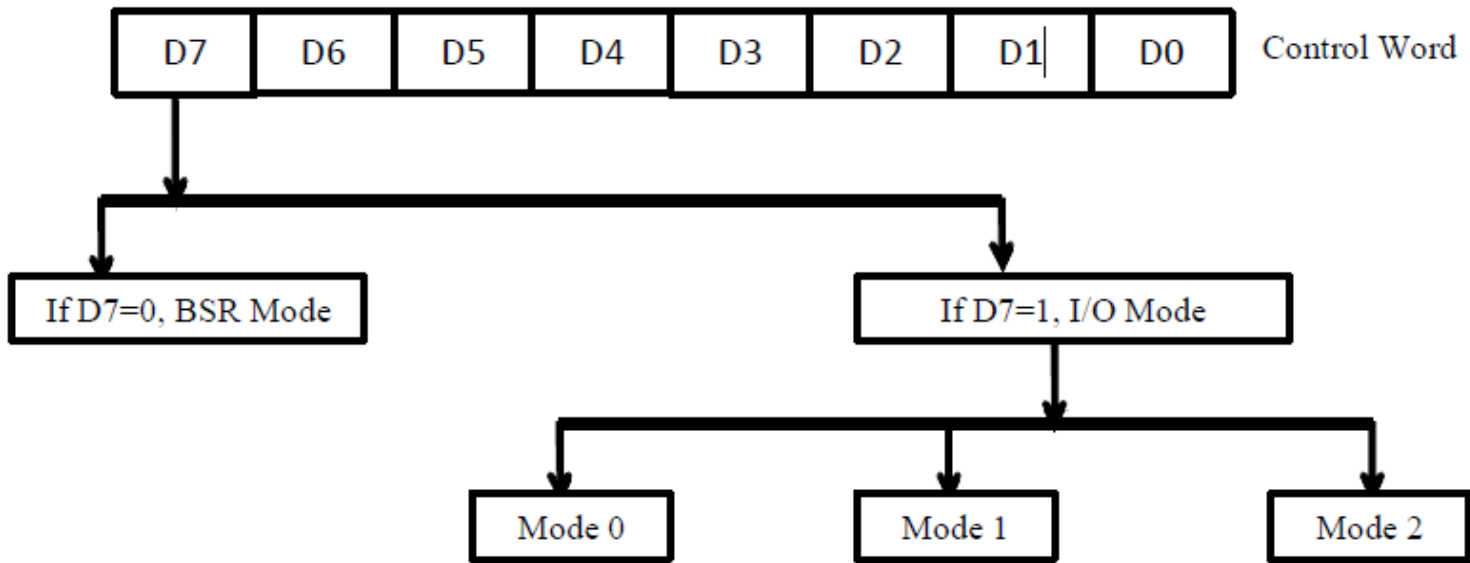 D7 D6 D5 D4 D3 D2 D1 D0 Control Word
If D7=0, BSR Mode
If D7=1, I/O Mode
Mode 0
Mode 1
Mode 2